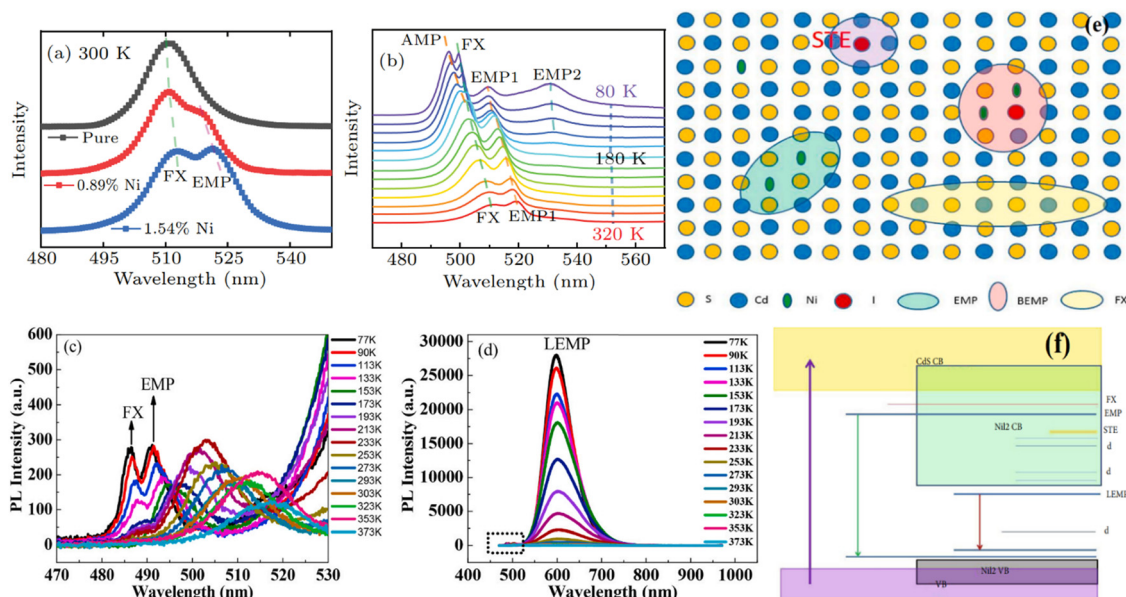 (a) 300 K
Intensity
Pure
0.89% Ni
1.54% Ni
FX
EMP
480 495 510 525 540
Wavelength (nm)
(b)
AMP
FX
EMP1
EMP2
80 K
180 K
FX
EMP1
320 K
Intensity
480 500 520 540 560
Wavelength (nm)
(e)
STE
S Cd Ni I EMP BEMP FX
(c)
FX
EMP
PL Intensity (a.u.)
600
500
400
300
200
100
0
470 480 490 500 510 520 530
Wavelength (nm)
77K
90K
113K
133K
153K
173K
193K
213K
233K
253K
273K
293K
303K
323K
353K
373K
(d)
LEMP
PL Intensity (a.u.)
30000
25000
20000
15000
10000
5000
0
400 500 600 700 800 900 1000
Wavelength (nm)
77K
90K
113K
133K
153K
173K
193K
213K
233K
253K
273K
293K
303K
323K
353K
373K
(f)
CdS CB
FX
EMP
NiI2 CB
STE
d
d
LEMP
d
NiI2 VB
VB